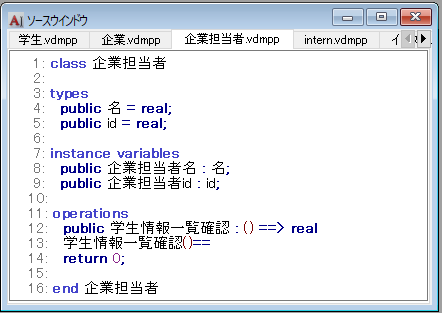 ソースウィンドウ
学生.vdmpp 企業.vdmpp 企業担当者.vdmpp intern.vdmpp
1: class 企業担当者
2:
3: types
4: public 名 = real;
5: public id = real;
6:
7: instance variables
8: public 企業担当者名 : 名;
9: public 企業担当者id : id;
10:
11: operations
12: public 学生情報一覧確認 : () ==> real
13: 学生情報一覧確認()==
14: return 0;
15:
16: end 企業担当者